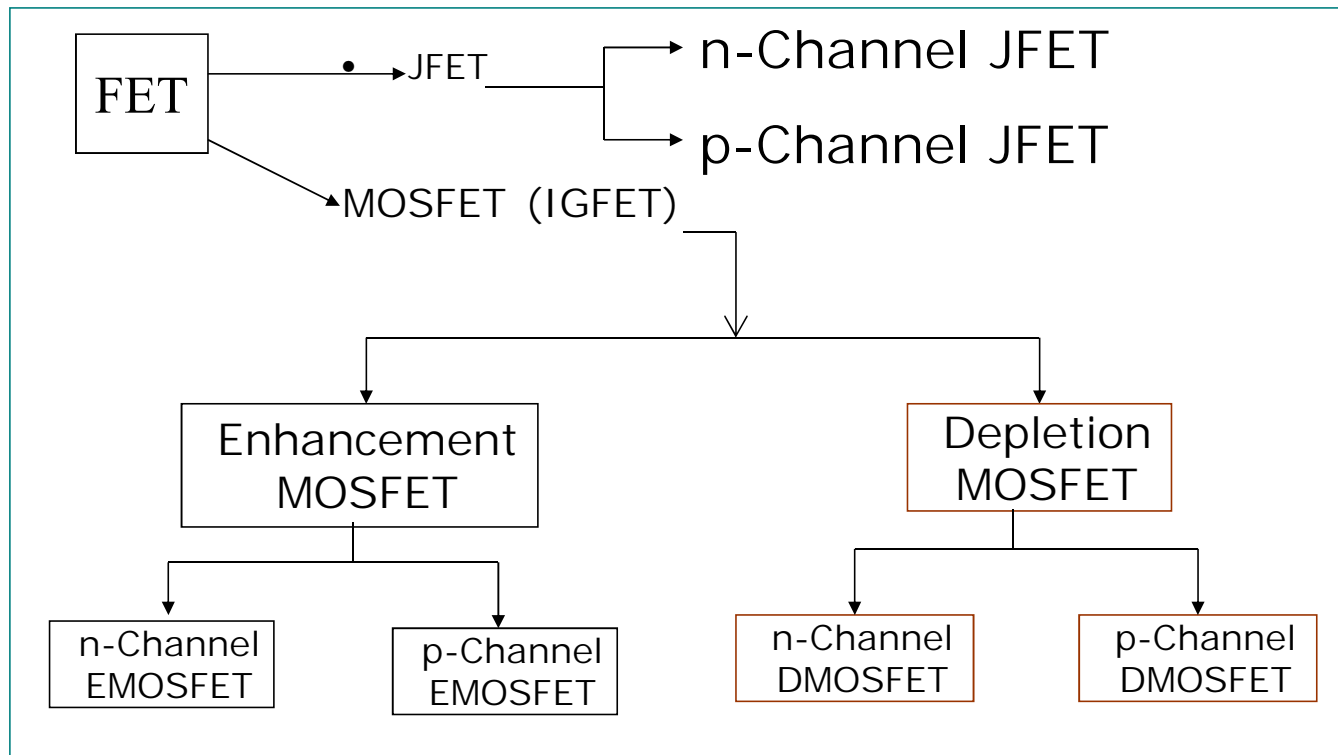 FET
• JFET
n-Channel JFET
p-Channel JFET
MOSFET (IGFET)
Enhancement
MOSFET
Depletion
MOSFET
n-Channel
EMOSFET
p-Channel
EMOSFET
n-Channel
DMOSFET
p-Channel
DMOSFET